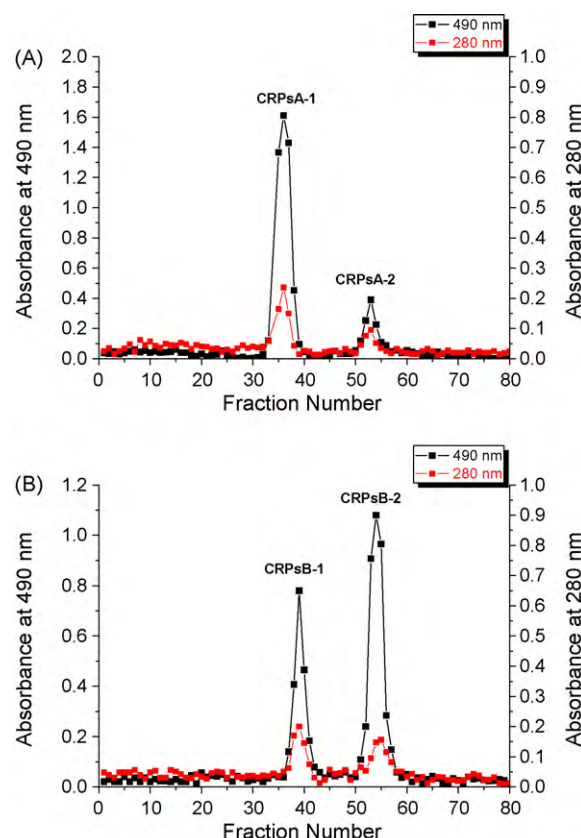 490 nm
280 nm
(A)
2.0 1.0
1.8 0.9
1.6 0.8
1.4 0.7
1.2 0.6
1.0 0.5
0.8 0.4
0.6 0.3
0.4 0.2
0.2 0.1
0.0 0.0
CRPsA-1
CRPsA-2
Absorbance at 490 nm
Absorbance at 280 nm
0 10 20 30 40 50 60 70 80
Fraction Number
490 nm
280 nm
(B)
1.2 1.0
0.9
1.0 0.8
0.7
0.8 0.6
0.6 0.5
0.4
0.4 0.3
0.2
0.2 0.1
0.0 0.0
CRPsB-1
CRPsB-2
Absorbance at 490 nm
Absorbance at 280 nm
0 10 20 30 40 50 60 70 80
Fraction Number